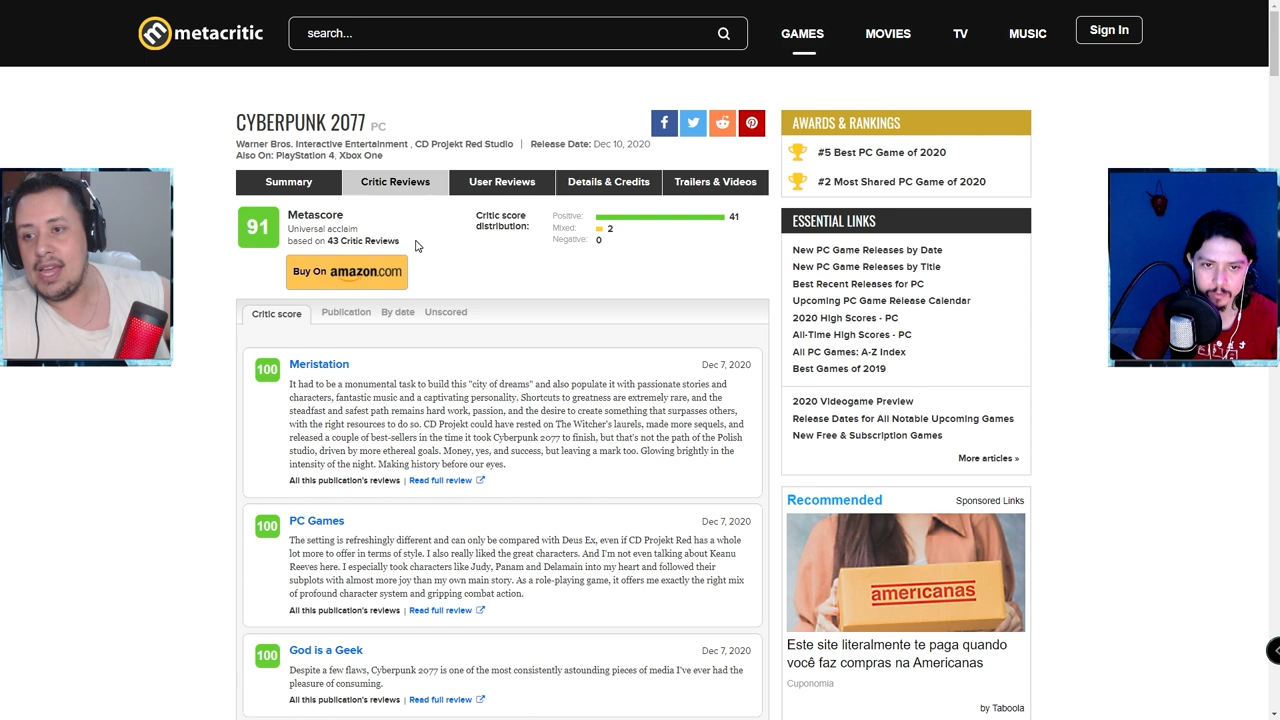 metacritic
search...
GAMES
MOVIES
TV
MUSIC
Sign In
CYBERPUNK 2077 PC
Warner Bros. Interactive Entertainment , CD Projekt Red Studio | Release Date: Dec 10, 2020
Also On: PlayStation 4, Xbox One
Summary
Critic Reviews
User Reviews
Details & Credits
Trailers & Videos
91
Metascore
Universal acclaim
based on 43 Critic Reviews
Critic score
distribution:
Positive: 41
Mixed: 2
Negative: 0
Buy On amazon.com
Critic score
Publication
By date
Unscored
100
Meristation
Dec 7, 2020
It had to be a monumental task to build this "city of dreams" and also populate it with passionate stories and
characters, fantastic music and a captivating personality. Shortcuts to greatness are extremely rare, and the
steadfast and safest path remains hard work, passion, and the desire to create something that surpasses others,
with the right resources to do so. CD Projekt could have rested on The Witcher's laurels, made more sequels, and
released a couple of best-sellers in the time it took Cyberpunk 2077 to finish, but that's not the path of the Polish
studio, driven by more ethereal goals. Money, yes, and success, but leaving a mark too. Glowing brightly in the
intensity of the night. Making history before our eyes.
All this publication's reviews | Read full review
100
PC Games
Dec 7, 2020
The setting is refreshingly different and can only be compared with Deus Ex, even if CD Projekt Red has a whole
lot more to offer in terms of style. I also really liked the great characters. And I'm not even talking about Keanu
Reeves here. I especially took characters like Judy, Panam and Delamain into my heart and followed their
subplots with almost more joy than my own main story. As a role-playing game, it offers me exactly the right mix
of profound character system and gripping combat action.
All this publication's reviews | Read full review
100
God is a Geek
Dec 7, 2020
Despite a few flaws, Cyberpunk 2077 is one of the most consistently astounding pieces of media I've ever had the
pleasure of consuming.
All this publication's reviews | Read full review
AWARDS & RANKINGS
#5 Best PC Game of 2020
#2 Most Shared PC Game of 2020
ESSENTIAL LINKS
New PC Game Releases by Date
New PC Game Releases by Title
Best Recent Releases for PC
Upcoming PC Game Release Calendar
2020 High Scores - PC
All-Time High Scores - PC
All PC Games: A-Z Index
Best Games of 2019
2020 Videogame Preview
Release Dates for All Notable Upcoming Games
New Free & Subscription Games
More articles »
Recommended
Sponsored Links
americanas
Este site literalmente te paga quando
você faz compras na Americanas
Cuponomia
by Taboola